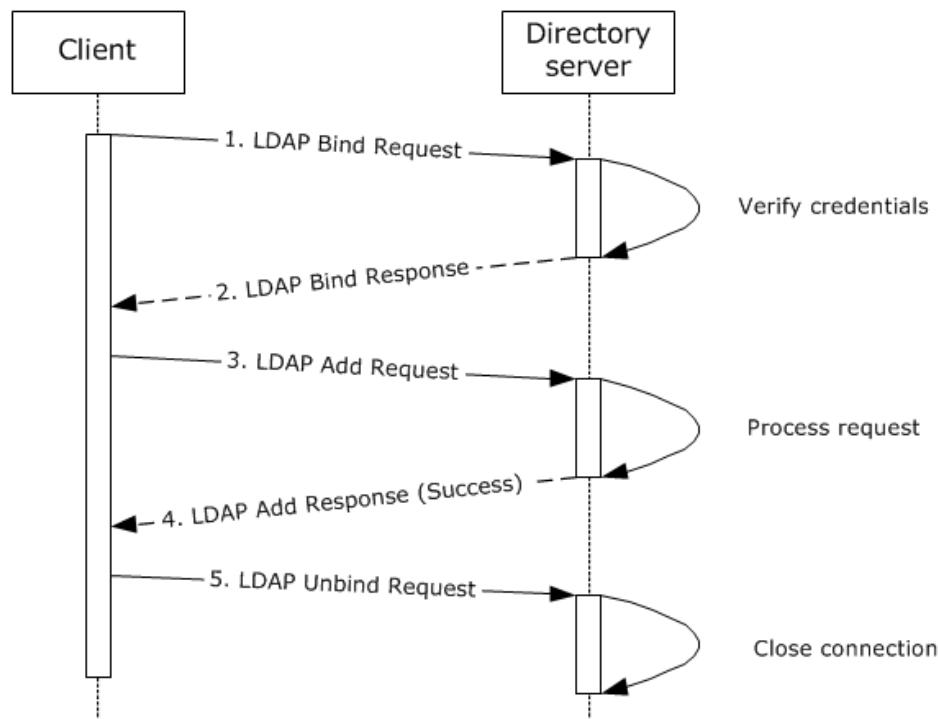 Client
Directory
server
1. LDAP Bind Request
Verify credentials
2. LDAP Bind Response
3. LDAP Add Request
Process request
4. LDAP Add Response (Success)
5. LDAP Unbind Request
Close connection